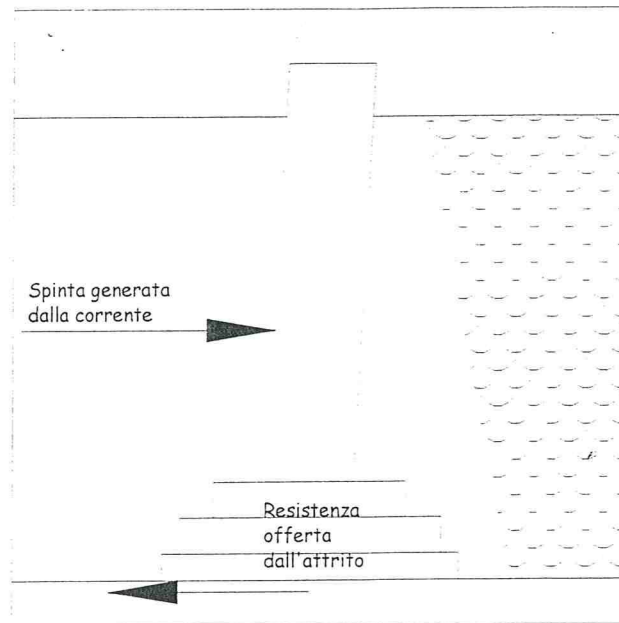 Spinta generata
dalla corrente
Resistenza
offerta
dall'attrito